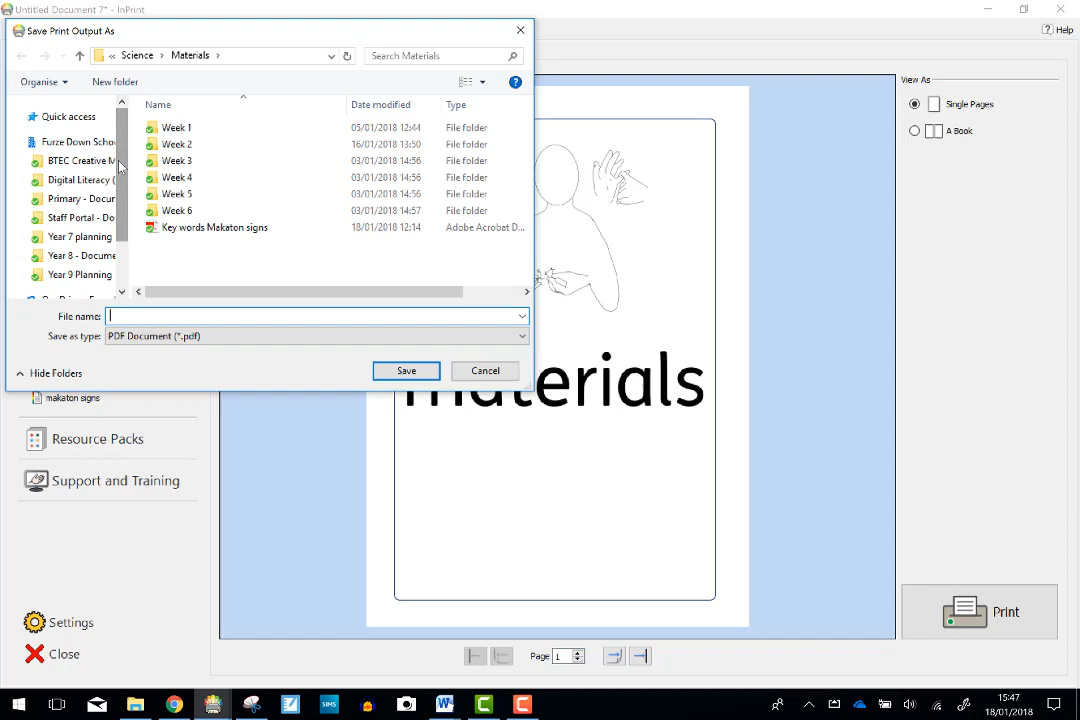 Untitled Document 7* - InPrint
Help
Save Print Output As
« Science > Materials >
Search Materials
Organise
New folder
?
Name
Date modified
Type
Quick access
Furze Down Scho
BTEC Creative M
Digital Literacy (
Primary - Docur
Staff Portal - Do
Year 7 planning
Year 8 - Docume
Year 9 Planning
Week 1 05/01/2018 12:44 File folder
Week 2 16/01/2018 13:50 File folder
Week 3 03/01/2018 14:56 File folder
Week 4 03/01/2018 14:56 File folder
Week 5 03/01/2018 14:56 File folder
Week 6 03/01/2018 14:57 File folder
Key words Makaton signs 18/01/2018 12:14 Adobe Acrobat D...
File name:
Save as type: PDF Document (*.pdf)
Hide Folders
Save
Cancel
View As
Single Pages
A Book
materials
makaton signs
Resource Packs
Support and Training
Settings
Close
Print
Page 1
SIMS
15:47
18/01/2018